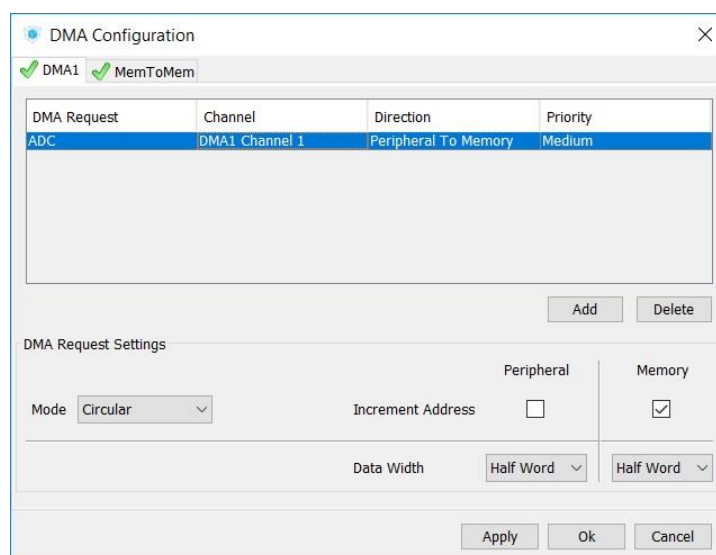 DMA Configuration
DMA1 MemToMem
DMA Request Channel Direction Priority
ADC DMA1 Channel 1 Peripheral To Memory Medium
Add Delete
DMA Request Settings
Peripheral Memory
Mode Circular Increment Address
Data Width Half Word Half Word
Apply Ok Cancel